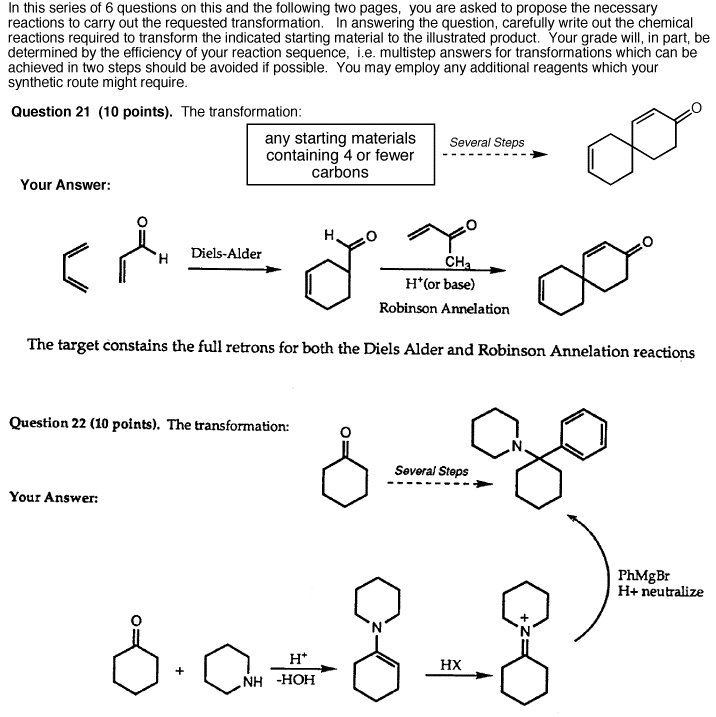 In this series of 6 questions on this and the following two pages, you are asked to propose the necessary
reactions to carry out the requested transformation. In answering the question, carefully write out the chemical
reactions required to transform the indicated starting material to the illustrated product. Your grade will, in part, be
determined by the efficiency of your reaction sequence, i.e. multistep answers for transformations which can be
achieved in two steps should be avoided if possible. You may employ any additional reagents which your
synthetic route might require.
Question 21 (10 points). The transformation:
any starting materials
containing 4 or fewer
carbons
Several Steps
O
Your Answer:
O
H
Diels-Alder
H
O
O
CH3
H+(or base)
Robinson Annelation
O
The target constains the full retrons for both the Diels Alder and Robinson Annelation reactions
Question 22 (10 points). The transformation:
O
Several Steps
N
Your Answer:
PhMgBr
H+ neutralize
O
+
NH
H+
-HOH
N
HX
+
N